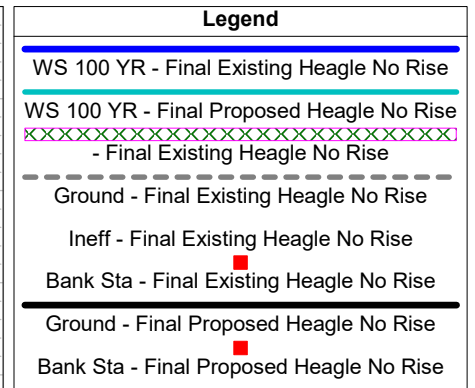 Legend
WS 100 YR - Final Existing Heagle No Rise
WS 100 YR - Final Proposed Heagle No Rise
- Final Existing Heagle No Rise
Ground - Final Existing Heagle No Rise
Ineff - Final Existing Heagle No Rise
Bank Sta - Final Existing Heagle No Rise
Ground - Final Proposed Heagle No Rise
Bank Sta - Final Proposed Heagle No Rise